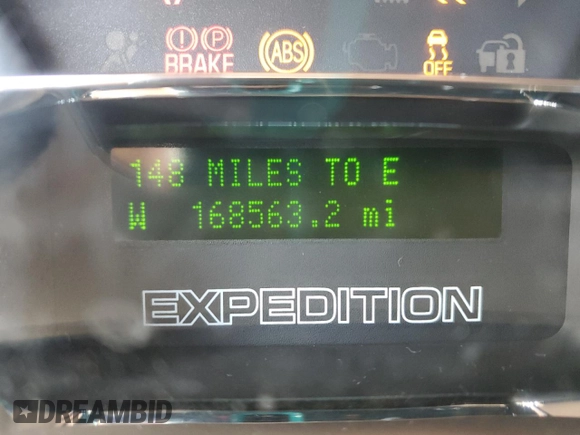 BRAKE
ABS
OFF
148 MILES TO E
W 168563.2 mi
EXPEDITION
DREAMBID